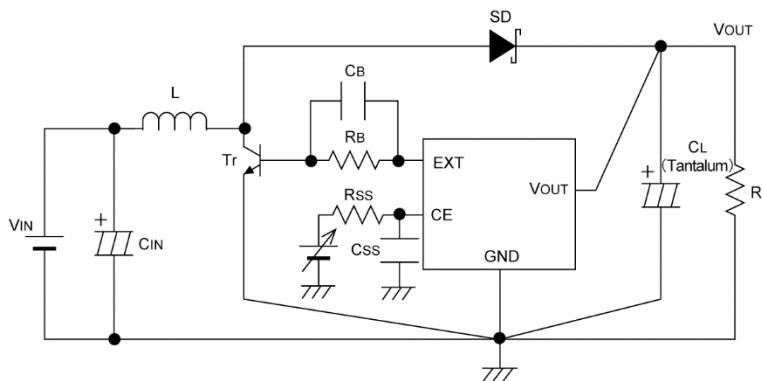 SD
VOUT
CB
L
RB
Tr
EXT
CL
(Tantalum)
VOUT
R
RSS
CE
VIN
CIN
CSS
GND
+
+